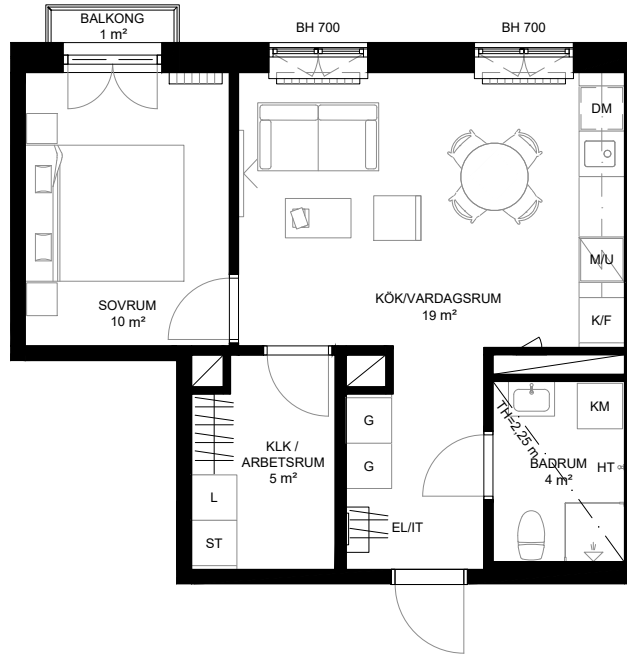 BALKONG
1 m²
BH 700
BH 700
DM
M/U
K/F
SOVRUM
10 m²
KÖK/VARDAGSRUM
19 m²
G
G
KLK /
ARBETSRUM
5 m²
L
ST
EL/IT
TH=2,25 m
KM
BADRUM
4 m²
HT